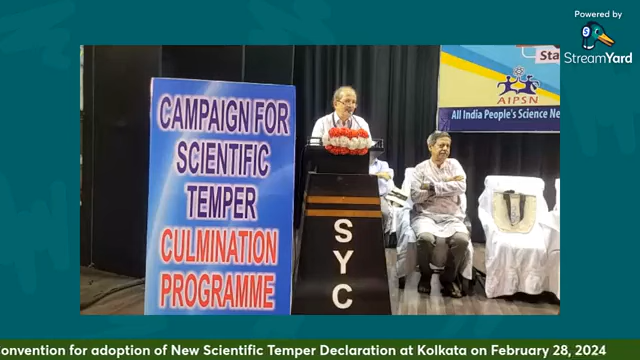 Powered by
StreamYard
CAMPAIGN FOR
SCIENTIFIC
TEMPER
CULMINATION
PROGRAMME
Sta
AIPSN
All India People's Science Ne
SYC
onvention for adoption of New Scientific Temper Declaration at Kolkata on February 28, 2024